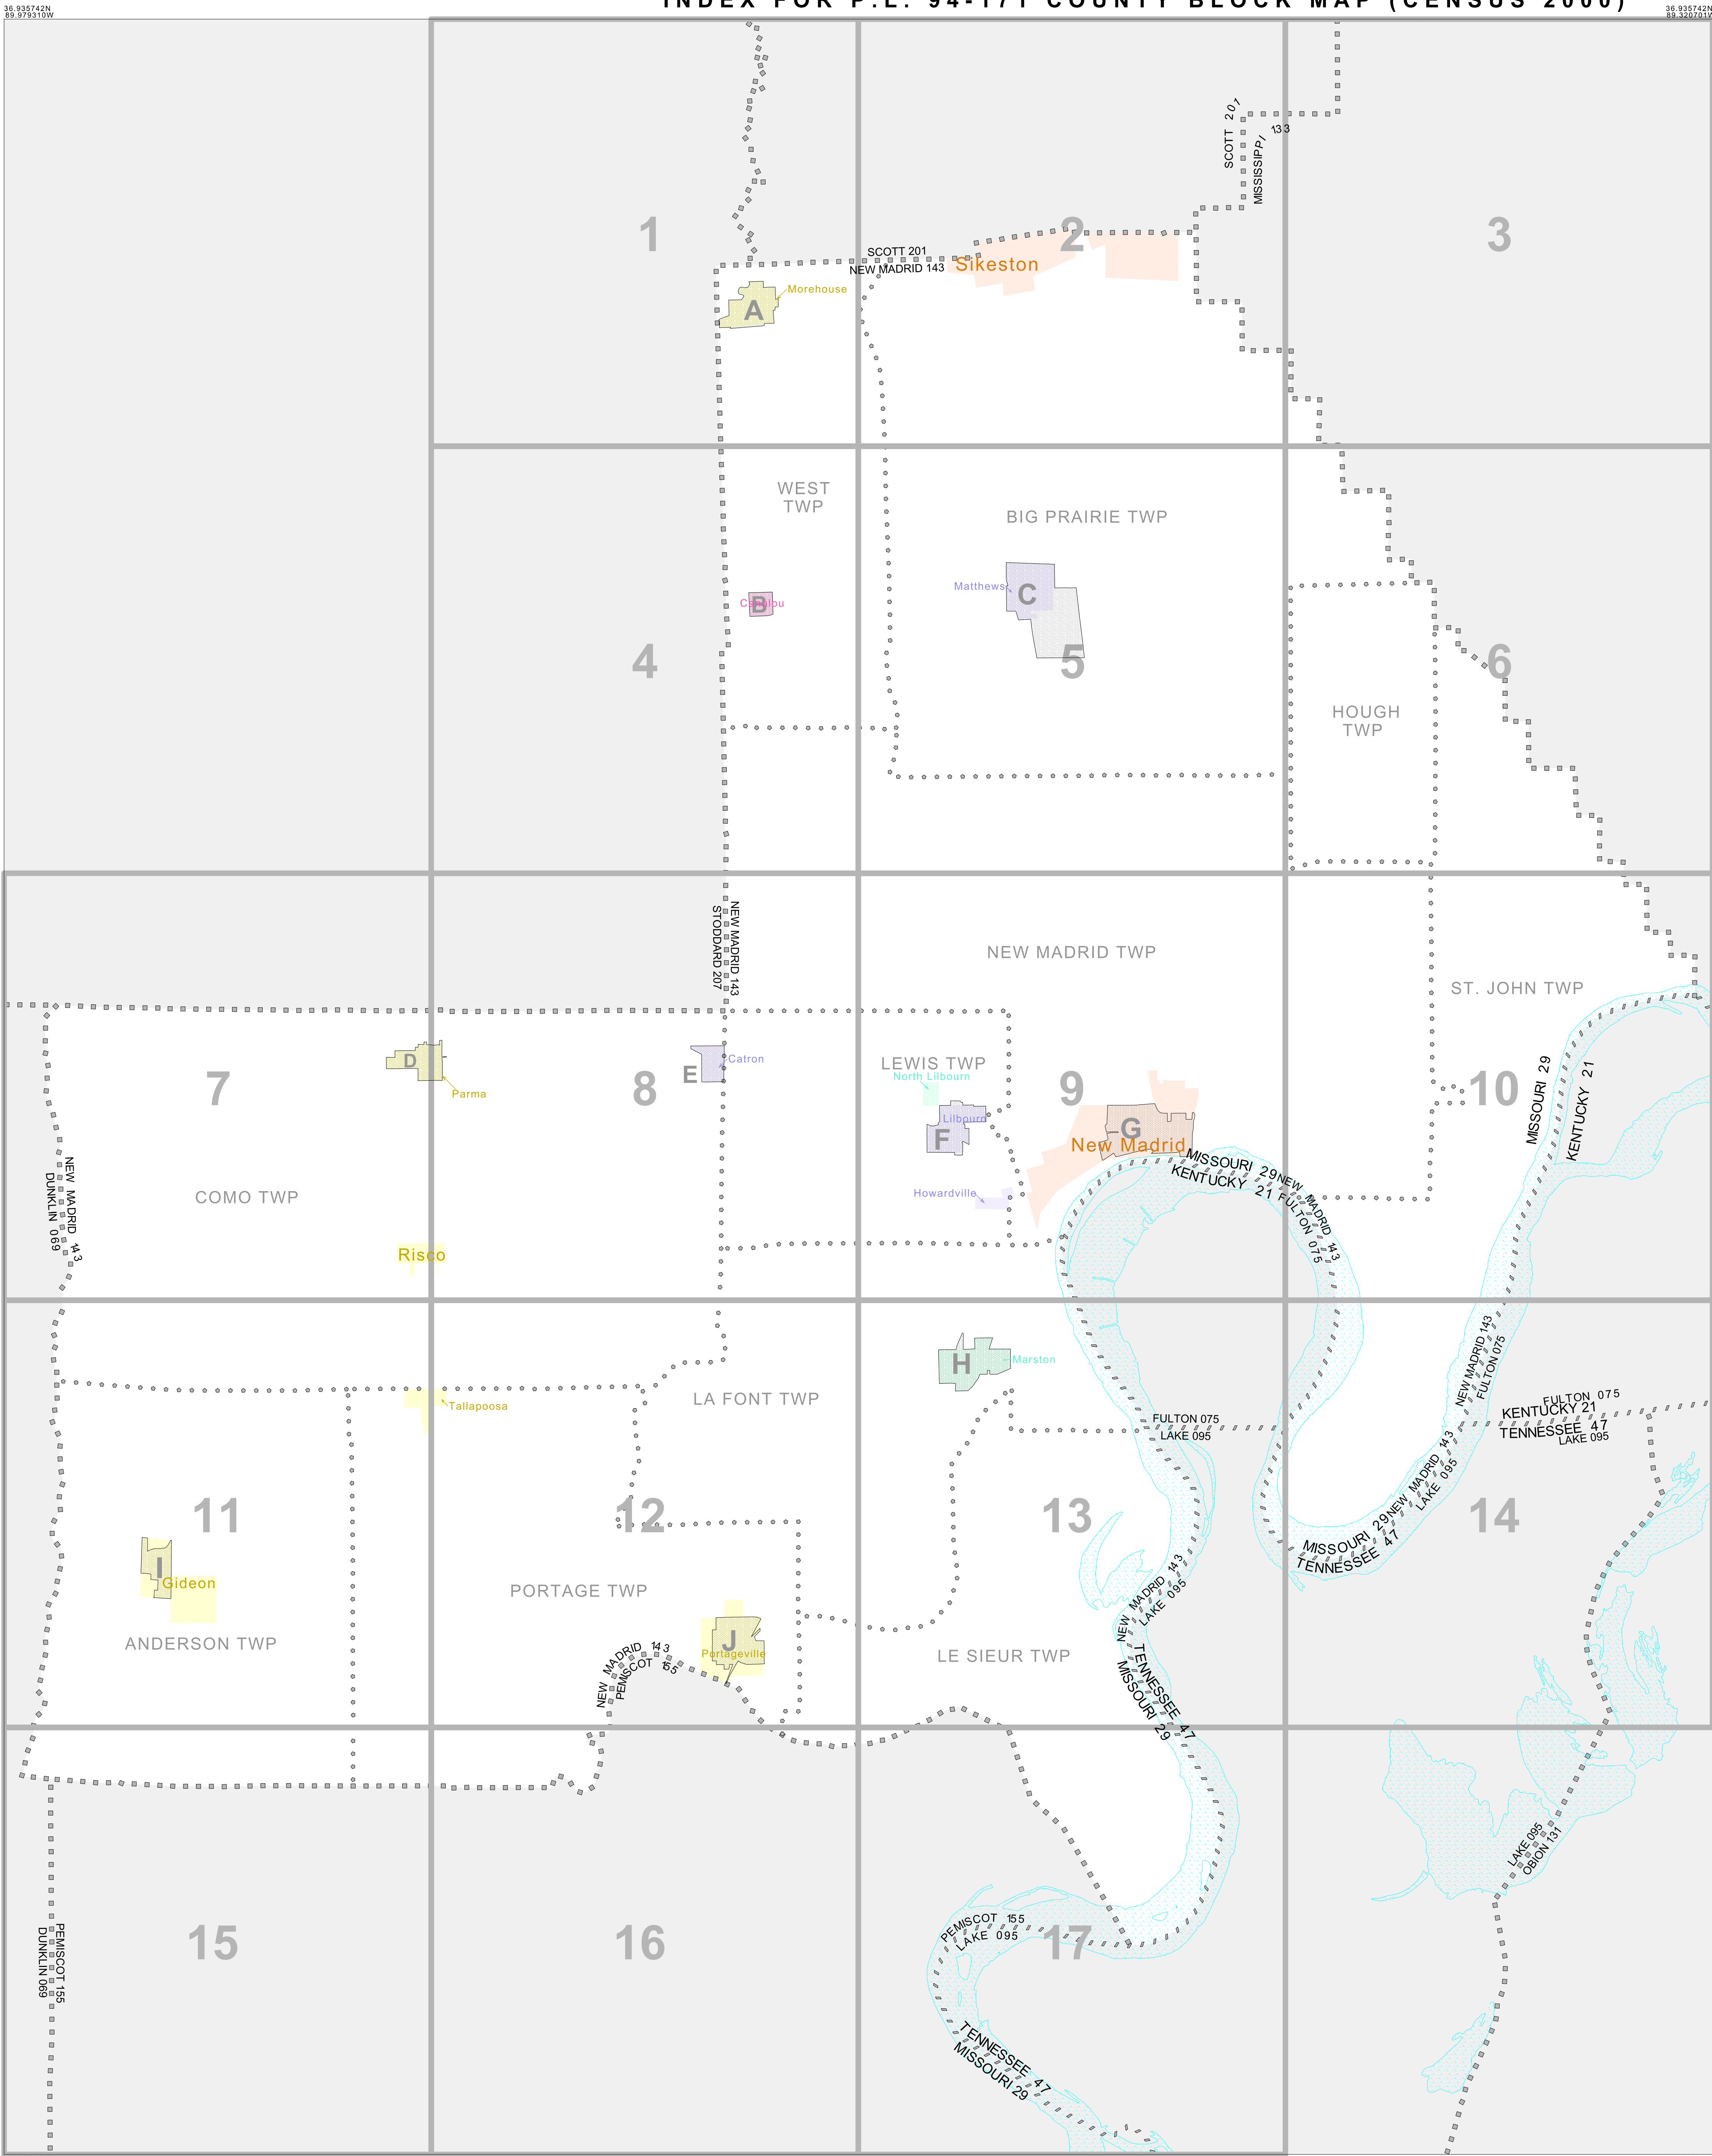 INDEX FOR P.L. 94-171 COUNTY BLOCK MAP (CENSUS 2000)
36.935742N
89.979310W
36.935742N
89.320701W
SCOTT 201
MISSISSIPPI 133
1
2
3
SCOTT 201
NEW MADRID 143
Sikeston
Morehouse
A
WEST
TWP
BIG PRAIRIE TWP
Matthews
C
B
4
5
6
HOUGH
TWP
NEW MADRID 143
STODDARD 207
NEW MADRID TWP
ST. JOHN TWP
D
Parma
E
Catron
LEWIS TWP
North Lilbourn
7
8
9
10
Lilbourn
F
G
New Madrid
MISSOURI 29
KENTUCKY 21
MISSOURI 29
KENTUCKY 21
NEW MADRID 143
FULTON 075
NEW MADRID 143
DUNKLIN 069
COMO TWP
Howardville
Risco
H
Marston
LA FONT TWP
Tallapoosa
NEW MADRID 143
FULTON 075
FULTON 075
LAKE 095
FULTON 075
KENTUCKY 21
TENNESSEE 47
LAKE 095
NEW MADRID 143
LAKE 095
MISSOURI 29
TENNESSEE 47
11
12
13
14
I
Gideon
PORTAGE TWP
ANDERSON TWP
J
Portageville
NEW MADRID 143
PEMISCOT 155
LE SIEUR TWP
NEW MADRID 143
LAKE 095
TENNESSEE 47
MISSOURI 29
LAKE 095
OBION 131
PEMISCOT 155
DUNKLIN 069
15
16
17
PEMISCOT 155
LAKE 095
TENNESSEE 47
MISSOURI 29